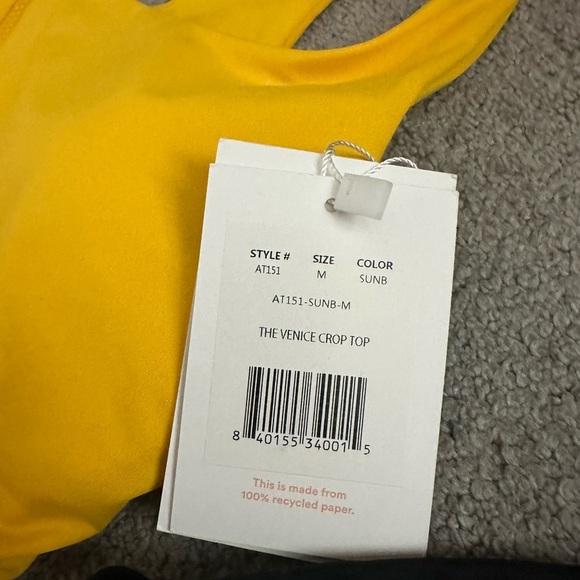 STYLE # SIZE COLOR
AT151 M SUNB
AT151-SUNB-M
THE VENICE CROP TOP
8 40155 34001 5
This is made from
100% recycled paper.